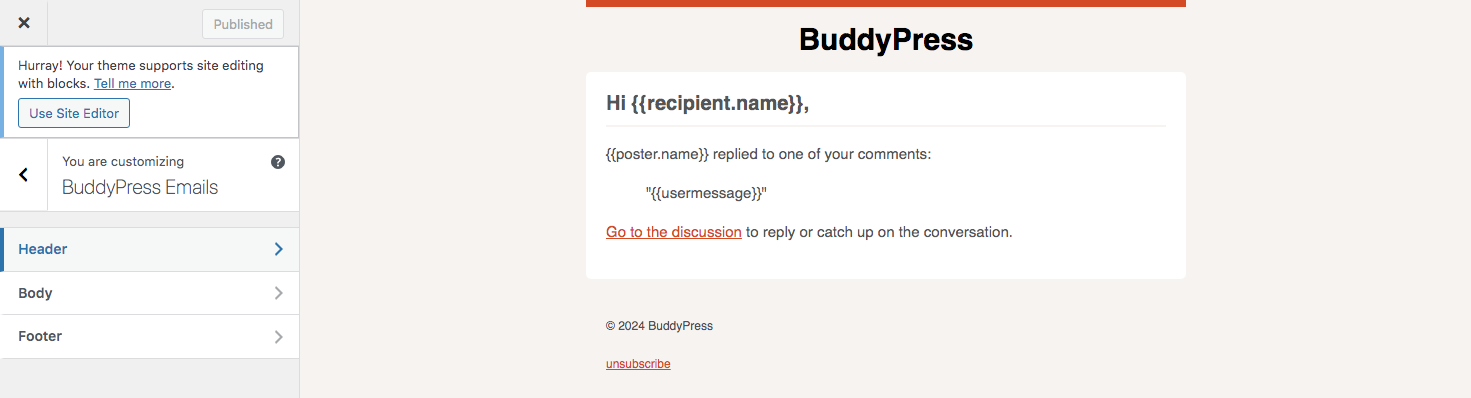 Published
Hurray! Your theme supports site editing
with blocks. Tell me more.
Use Site Editor
You are customizing
BuddyPress Emails
Header
Body
Footer
BuddyPress
Hi {{recipient.name}},
{{poster.name}} replied to one of your comments:
"{{usermessage}}"
Go to the discussion to reply or catch up on the conversation.
© 2024 BuddyPress
unsubscribe